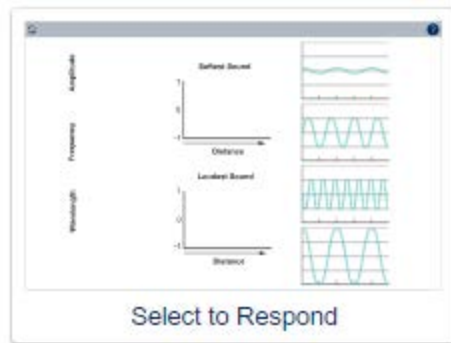 Amplitude
Softest Sound
1
0
-1
Distance
Frequency
Wavelength
Loudest Sound
1
0
-1
Distance
Select to Respond